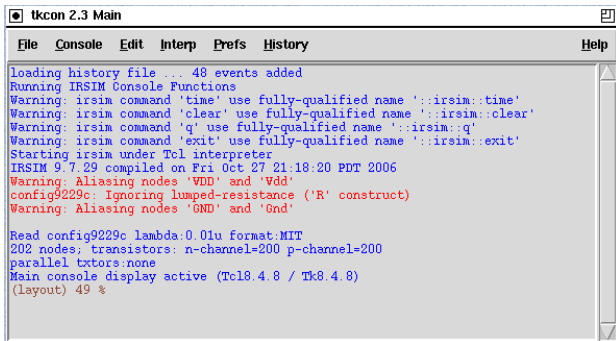 tkcon 2.3 Main
File Console Edit Interp Prefs History Help
loading history file ... 48 events added
Running IRSIM Console Functions
Warning: irsim command 'time' use fully-qualified name '::irsim::time'
Warning: irsim command 'clear' use fully-qualified name '::irsim::clear'
Warning: irsim command 'q' use fully-qualified name '::irsim::q'
Warning: irsim command 'exit' use fully-qualified name '::irsim::exit'
Starting irsim under Tcl interpreter
IRSIM 9.7.29 compiled on Fri Oct 27 21:18:20 PDT 2006
Warning: Aliasing nodes 'VDD' and 'Vdd'
config9229c: Ignoring lumped-resistance ('R' construct)
Warning: Aliasing nodes 'GND' and 'Gnd'
Read config9229c lambda:0.01u format:MIT
202 nodes; transistors: n-channel=200 p-channel=200
parallel txtors:none
Main console display active (Tcl8.4.8 / Tk8.4.8)
(layout) 49 %